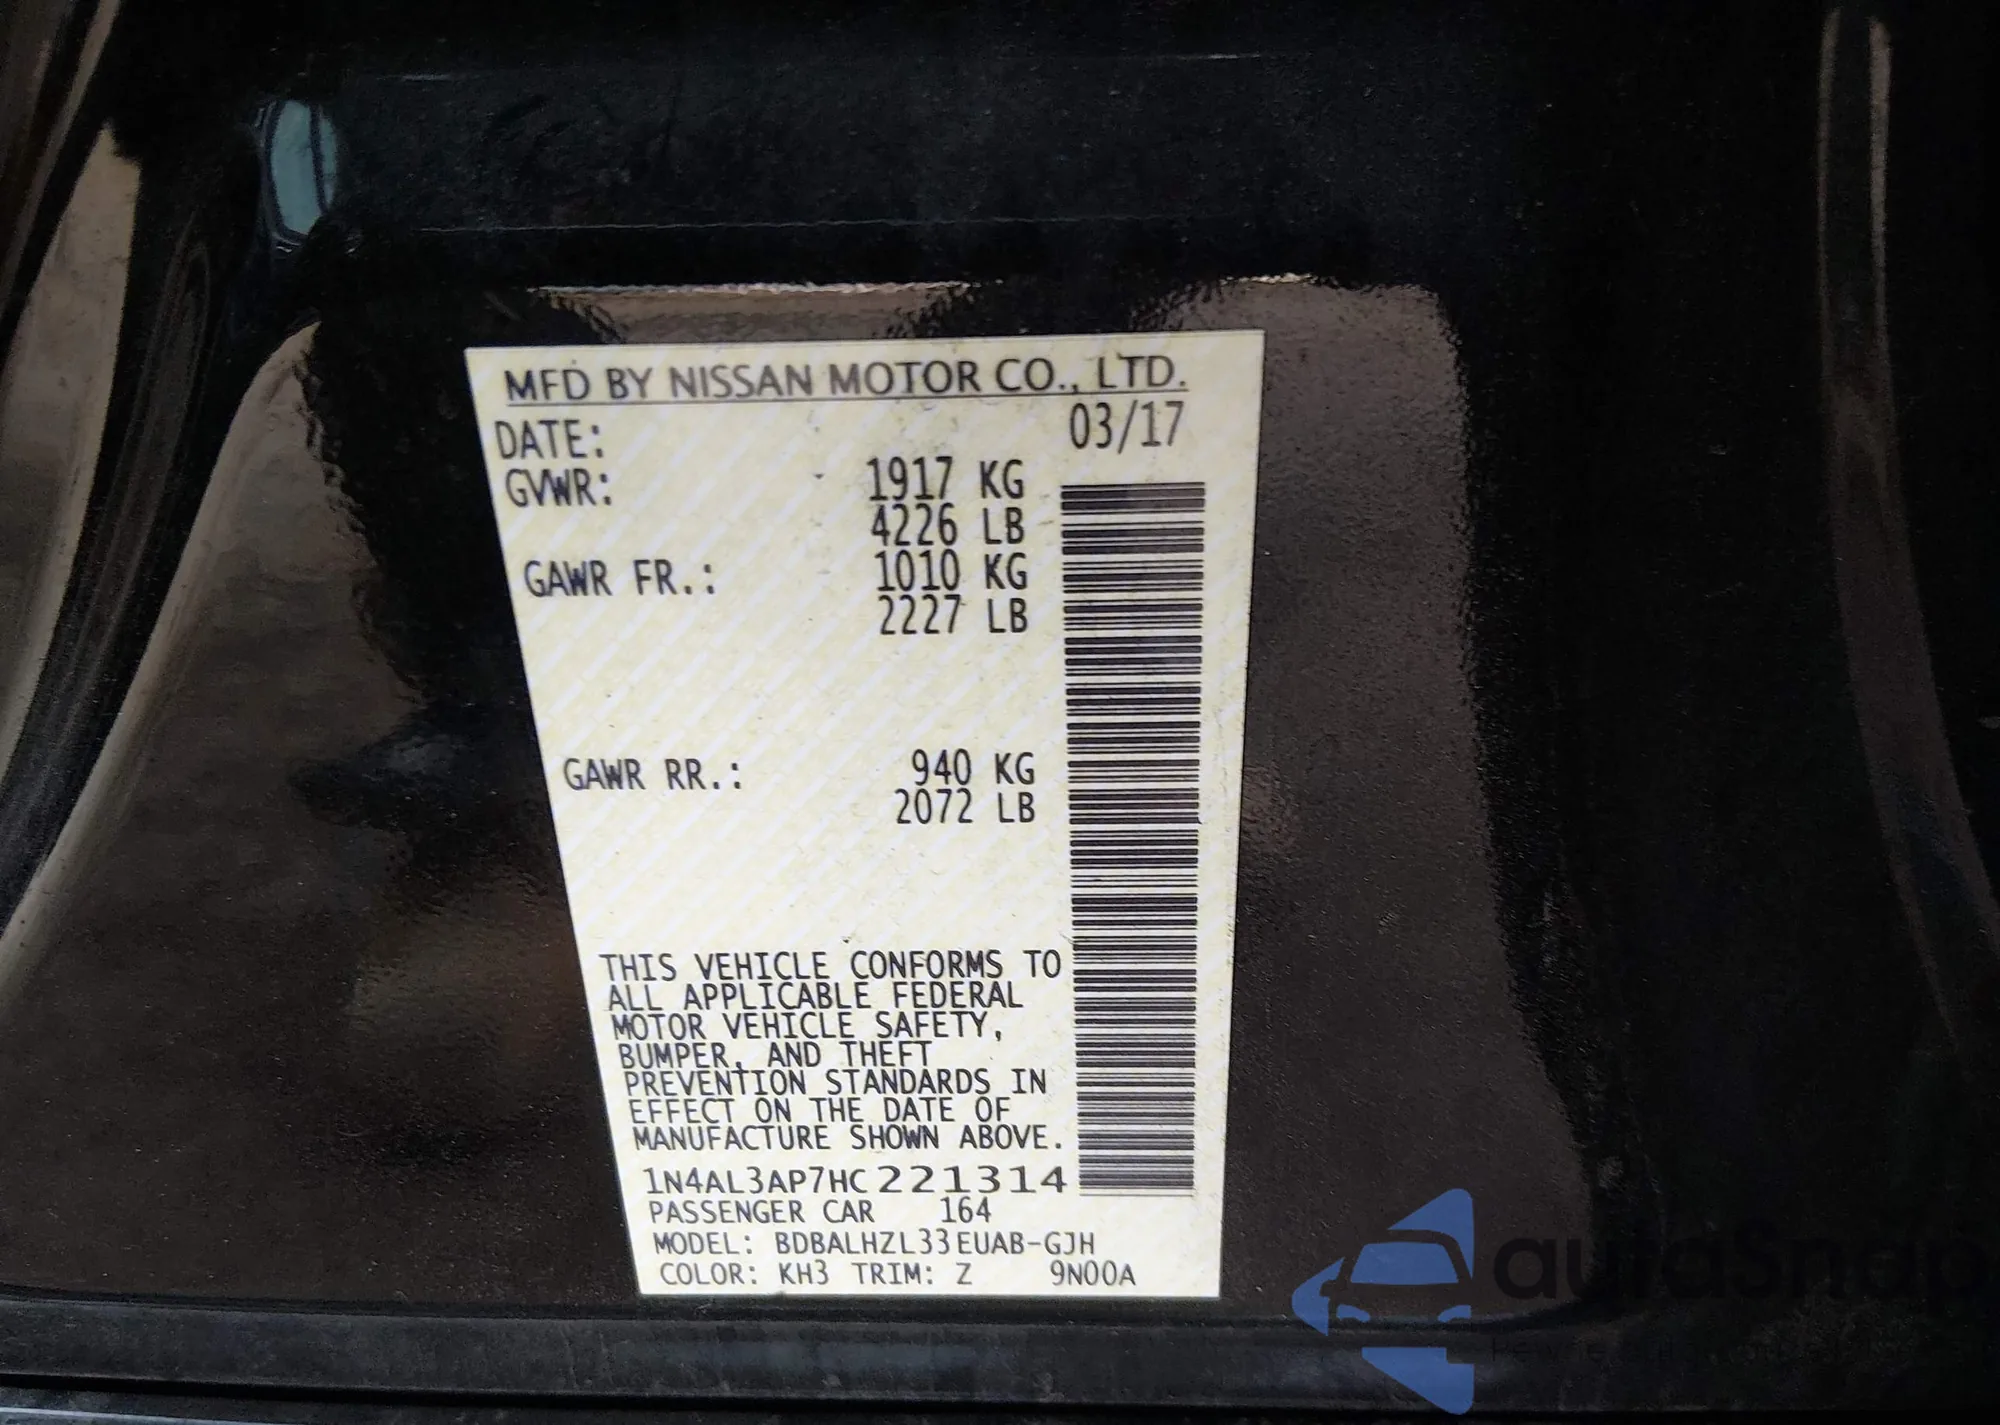 MFD BY NISSAN MOTOR CO., LTD.
DATE: 03/17
GVWR: 1917 KG
4226 LB
GAWR FR.: 1010 KG
2227 LB
GAWR RR.: 940 KG
2072 LB
THIS VEHICLE CONFORMS TO
ALL APPLICABLE FEDERAL
MOTOR VEHICLE SAFETY,
BUMPER, AND THEFT
PREVENTION STANDARDS IN
EFFECT ON THE DATE OF
MANUFACTURE SHOWN ABOVE.
1N4AL3AP7HC221314
PASSENGER CAR 164
MODEL: BDBALHZL33EUAB-GJH
COLOR: KH3 TRIM: Z 9N00A
autasnap